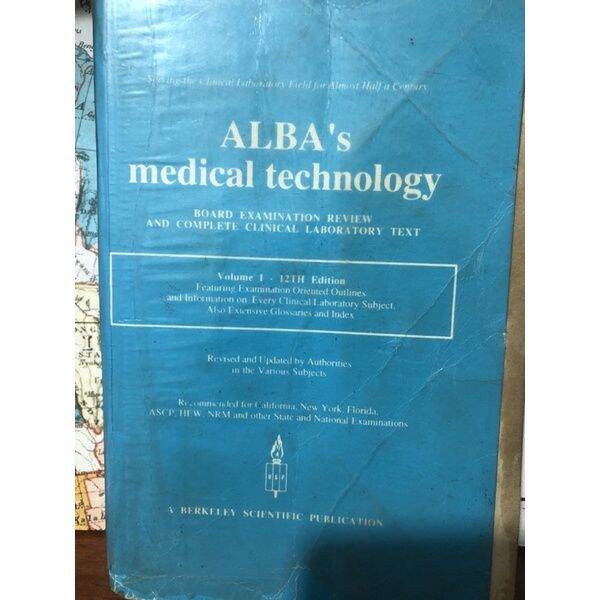 Serving the Clinical Laboratory Field for Almost Half a Century
ALBA's
medical technology
BOARD EXAMINATION REVIEW
AND COMPLETE CLINICAL LABORATORY TEXT
Volume 1 - 12TH Edition
Featuring Examination Oriented Outlines
and Information on Every Clinical Laboratory Subject.
Also Extensive Glossaries and Index
Revised and Updated by Authorities
in the Various Subjects
Recommended for California, New York, Florida,
ASCP, HEW, NRM and other State and National Examinations
BSP
A BERKELEY SCIENTIFIC PUBLICATION